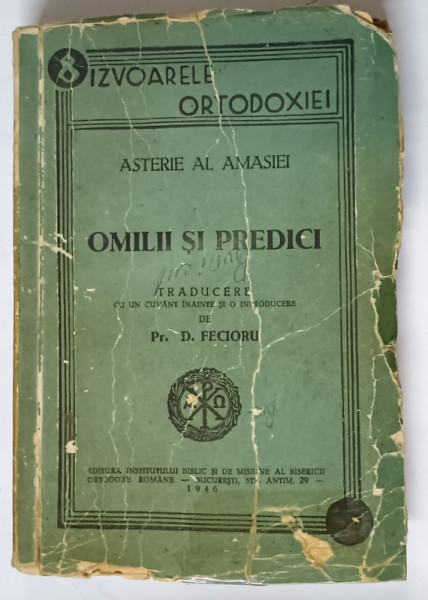 8
IZVOARELE
ORTODOXIEI
ASTERIE AL AMASIEI
OMILII ȘI PREDICI
TRADUCERE
CU UN CUVÂNT ÎNAINTE ȘI O INTRODUCERE
DE
Pr. D. FECIORU
Α Ω
EDITURA INSTITUTULUI BIBLIC ȘI DE MISIUNE AL BISERICII
ORTODOXE ROMÂNE — BUCUREȘTI, STR. ANTIM, 29 —
1946